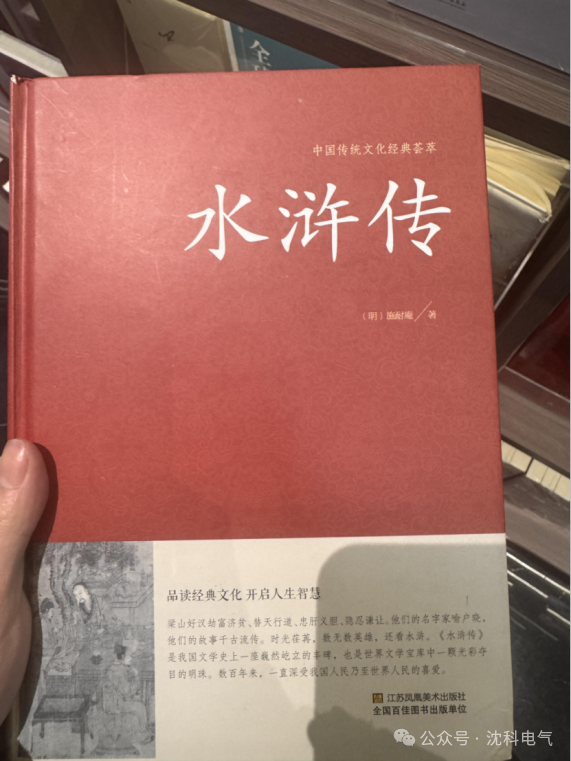 全
中国传统文化经典荟萃
水浒传
（明）施耐庵／著
品读经典文化 开启人生智慧
梁山好汉劫富济贫、替天行道、忠肝义胆、隐忍谦让。他们的名字家喻户晓，
他们的故事千古流传。时光荏苒，数无数英雄，还看水浒。《水浒传》
是我国文学史上一座巍然屹立的丰碑，也是世界文学宝库中一颗光彩夺
目的明珠。数百年来，一直深受我国人民乃至世界人民的喜爱。
江苏凤凰美术出版社
全国百佳图书出版单位
公众号·沈科电气